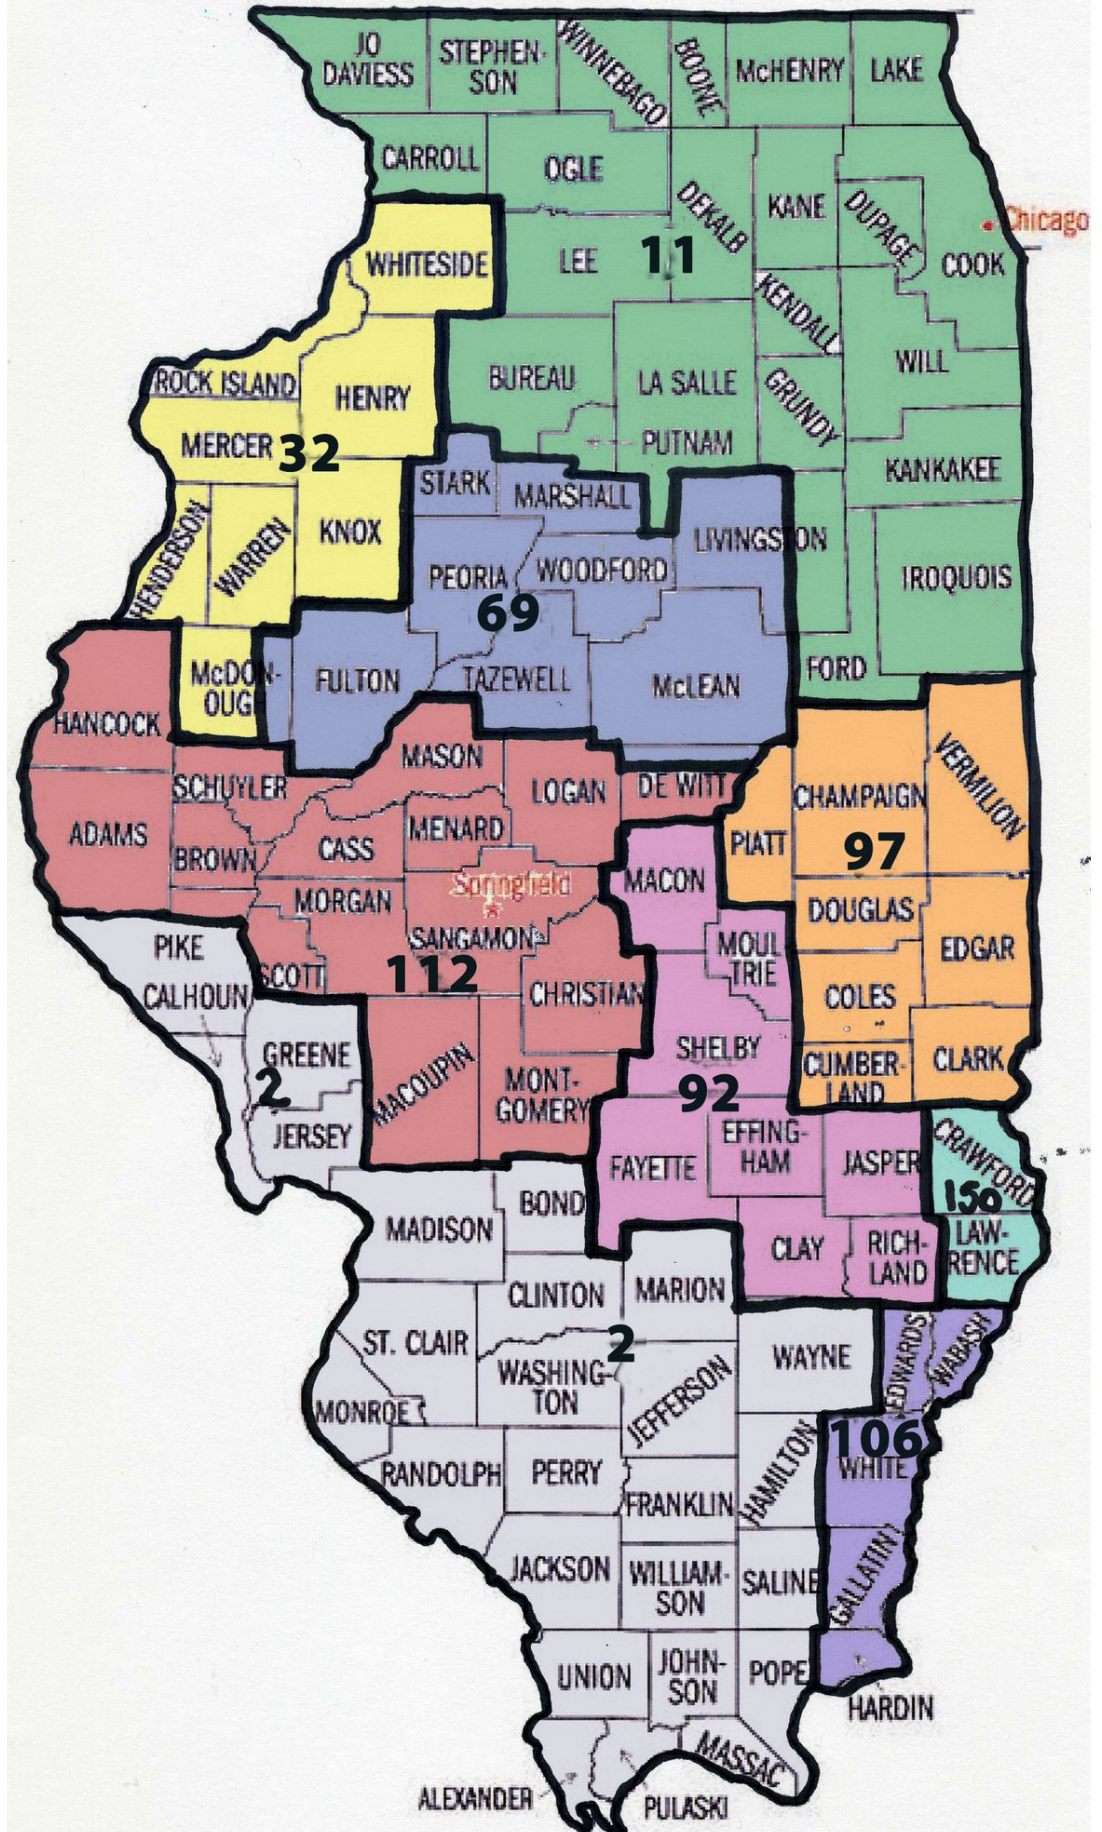 JO
DAVIESS
STEPHEN-
SON
WINNEBAGO
BOONE
McHENRY
LAKE
CARROLL
OGLE
DEKALB
KANE
DUPAGE
Chicago
COOK
WHITESIDE
LEE
11
KENDALL
ROCK ISLAND
HENRY
BUREAU
LA SALLE
GRUNDY
WILL
MERCER
32
PUTNAM
KANKAKEE
STARK
MARSHALL
HENDERSON
WARREN
KNOX
LIVINGSTON
PEORIA
WOODFORD
IROQUOIS
69
McDON-
OUGH
FULTON
TAZEWELL
McLEAN
FORD
HANCOCK
MASON
SCHUYLER
LOGAN
DE WITT
CHAMPAIGN
VERMILION
ADAMS
BROWN
CASS
MENARD
PIATT
97
Springfield
MACON
MORGAN
DOUGLAS
PIKE
SANGAMON
MOUL
TRIE
EDGAR
SCOTT
112
CALHOUN
CHRISTIAN
COLES
GREENE
SHELBY
CUMBER-
LAND
CLARK
2
MACOUPIN
MONT-
GOMERY
92
JERSEY
FAYETTE
EFFING-
HAM
JASPER
CRAWFORD
150
MADISON
BOND
CLAY
RICH-
LAND
LAW-
RENCE
CLINTON
MARION
ST. CLAIR
2
WAYNE
EDWARDS
WABASH
WASHING-
TON
JEFFERSON
MONROE
106
WHITE
RANDOLPH
PERRY
HAMILTON
FRANKLIN
JACKSON
WILLIAM-
SON
SALINE
GALLATIN
UNION
JOHN-
SON
POPE
HARDIN
MASSAC
ALEXANDER
PULASKI